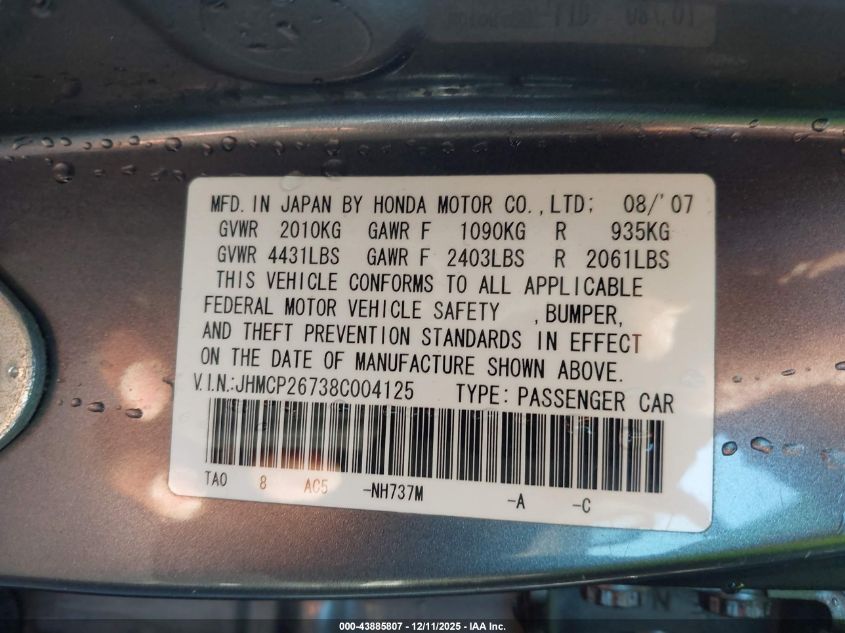 MFD. IN JAPAN BY HONDA MOTOR CO.,LTD; 08/'07
GVWR 2010KG GAWR F 1090KG R 935KG
GVWR 4431LBS GAWR F 2403LBS R 2061LBS
THIS VEHICLE CONFORMS TO ALL APPLICABLE
FEDERAL MOTOR VEHICLE SAFETY , BUMPER,
AND THEFT PREVENTION STANDARDS IN EFFECT
ON THE DATE OF MANUFACTURE SHOWN ABOVE.
V.I.N.:JHMCP26738C004125 TYPE: PASSENGER CAR
TA0 8 AC5 -NH737M -A -C
000-43885807 - 12/11/2025 - IAA Inc.